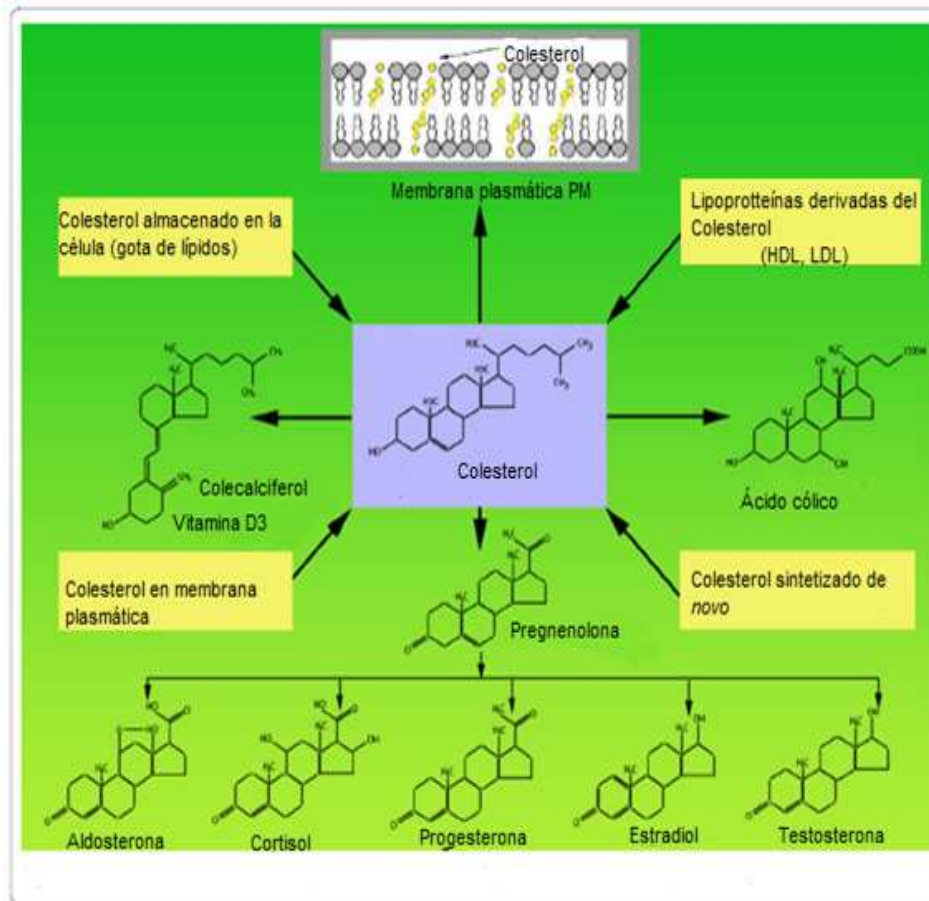 Colesterol
Membrana plasmática PM
Colesterol almacenado en la
célula (gota de lípidos)
Lipoprotteínas derivadas del
Colesterol
(HDL, LDL)
Colesterol
Colecalciferol
Vitamina D3
Ácido cólico
Colesterol en membrana
plasmática
Pregnenolona
Colesterol sintetizado de
novo
Aldosterona
Cortisol
Progesterona
Estradiol
Testosterona